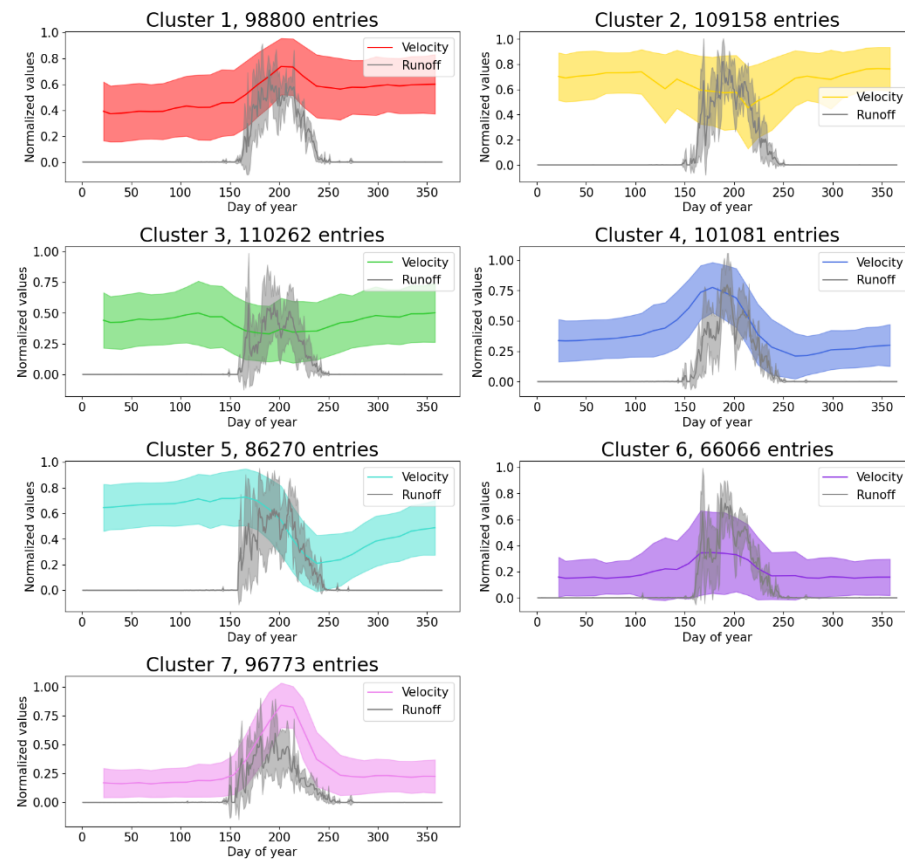 Cluster 1, 98800 entries
Normalized values
1.0
0.8
0.6
0.4
0.2
0.0
Velocity
Runoff
0 50 100 150 200 250 300 350
Day of year
Cluster 2, 109158 entries
Normalized values
1.0
0.8
0.6
0.4
0.2
0.0
Velocity
Runoff
0 50 100 150 200 250 300 350
Day of year
Cluster 3, 110262 entries
Normalized values
1.00
0.75
0.50
0.25
0.00
Velocity
Runoff
0 50 100 150 200 250 300 350
Day of year
Cluster 4, 101081 entries
Normalized values
1.00
0.75
0.50
0.25
0.00
Velocity
Runoff
0 50 100 150 200 250 300 350
Day of year
Cluster 5, 86270 entries
Normalized values
1.0
0.8
0.6
0.4
0.2
0.0
Velocity
Runoff
0 50 100 150 200 250 300 350
Day of year
Cluster 6, 66066 entries
Normalized values
1.0
0.8
0.6
0.4
0.2
0.0
Velocity
Runoff
0 50 100 150 200 250 300 350
Day of year
Cluster 7, 96773 entries
Normalized values
1.00
0.75
0.50
0.25
0.00
Velocity
Runoff
0 50 100 150 200 250 300 350
Day of year